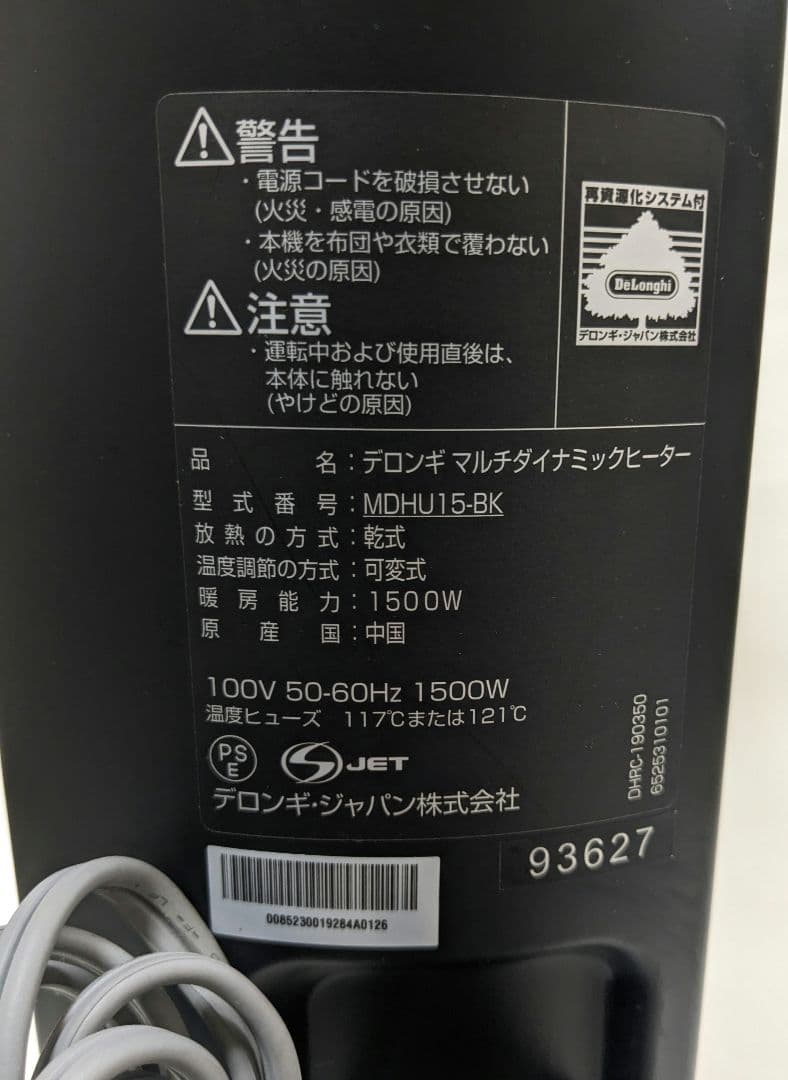 警告
・電源コードを破損させない
(火災・感電の原因)
・本機を布団や衣類で覆わない
(火災の原因)
注意
・運転中および使用直後は、
本体に触れない
(やけどの原因)
再資源化システム付
DeLonghi
デロンギ・ジャパン株式会社
品名：デロンギ マルチダイナミックヒーター
型式番号：MDHU15-BK
放熱の方式：乾式
温度調節の方式：可変式
暖房能力：1500W
原産国：中国
100V 50-60Hz 1500W
温度ヒューズ 117℃または121℃
PS
E
JET
デロンギ・ジャパン株式会社
DHRC-190350
6525310101
93627
0085230019284A0126